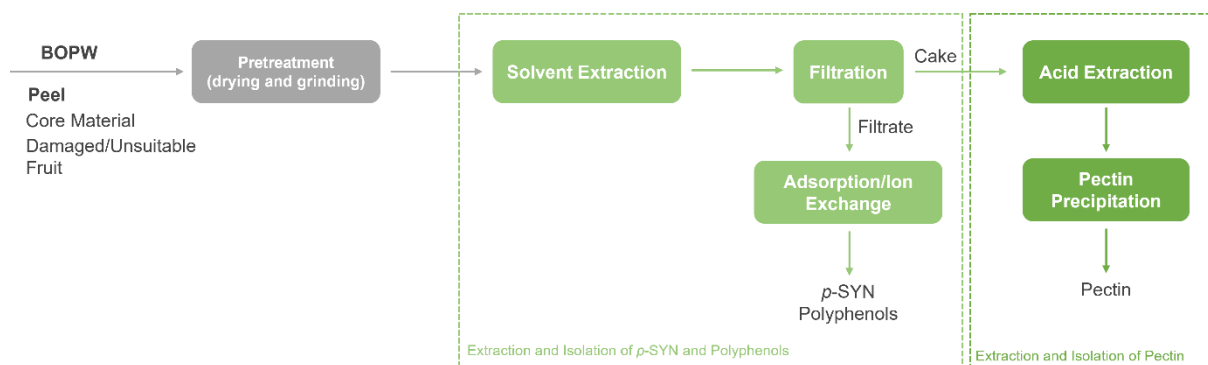 BOPW
Peel
Core Material
Damaged/Unsuitable
Fruit
Pretreatment
(drying and grinding)
Solvent Extraction
Filtration
Cake
Filtrate
Adsorption/Ion
Exchange
p-SYN
Polyphenols
Extraction and Isolation of p-SYN and Polyphenols
Acid Extraction
Pectin
Precipitation
Pectin
Extraction and Isolation of Pectin